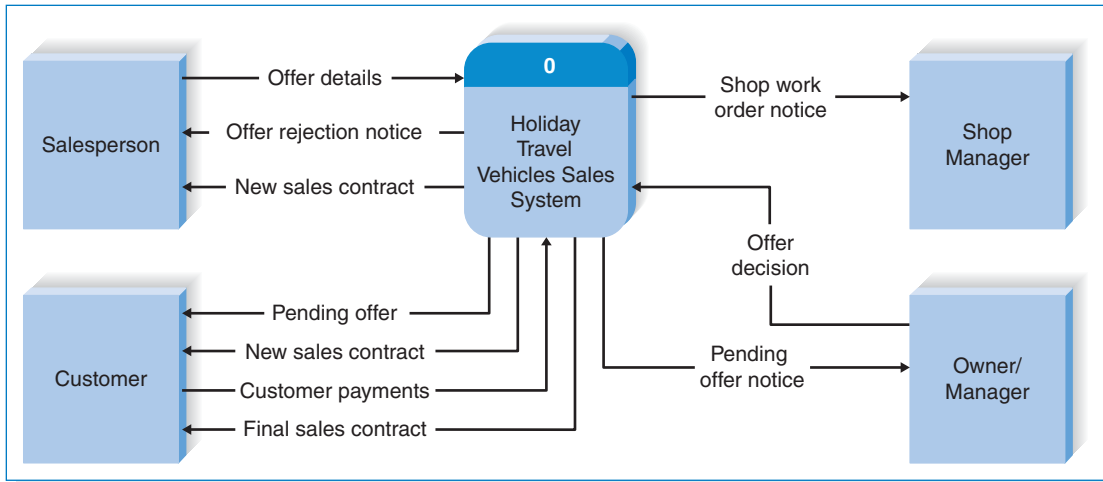 0
Offer details
Shop work
order notice
Salesperson
Offer rejection notice
Holiday
Travel
Vehicles Sales
System
Shop
Manager
New sales contract
Offer
decision
Pending offer
New sales contract
Customer
Customer payments
Final sales contract
Pending
offer notice
Owner/
Manager